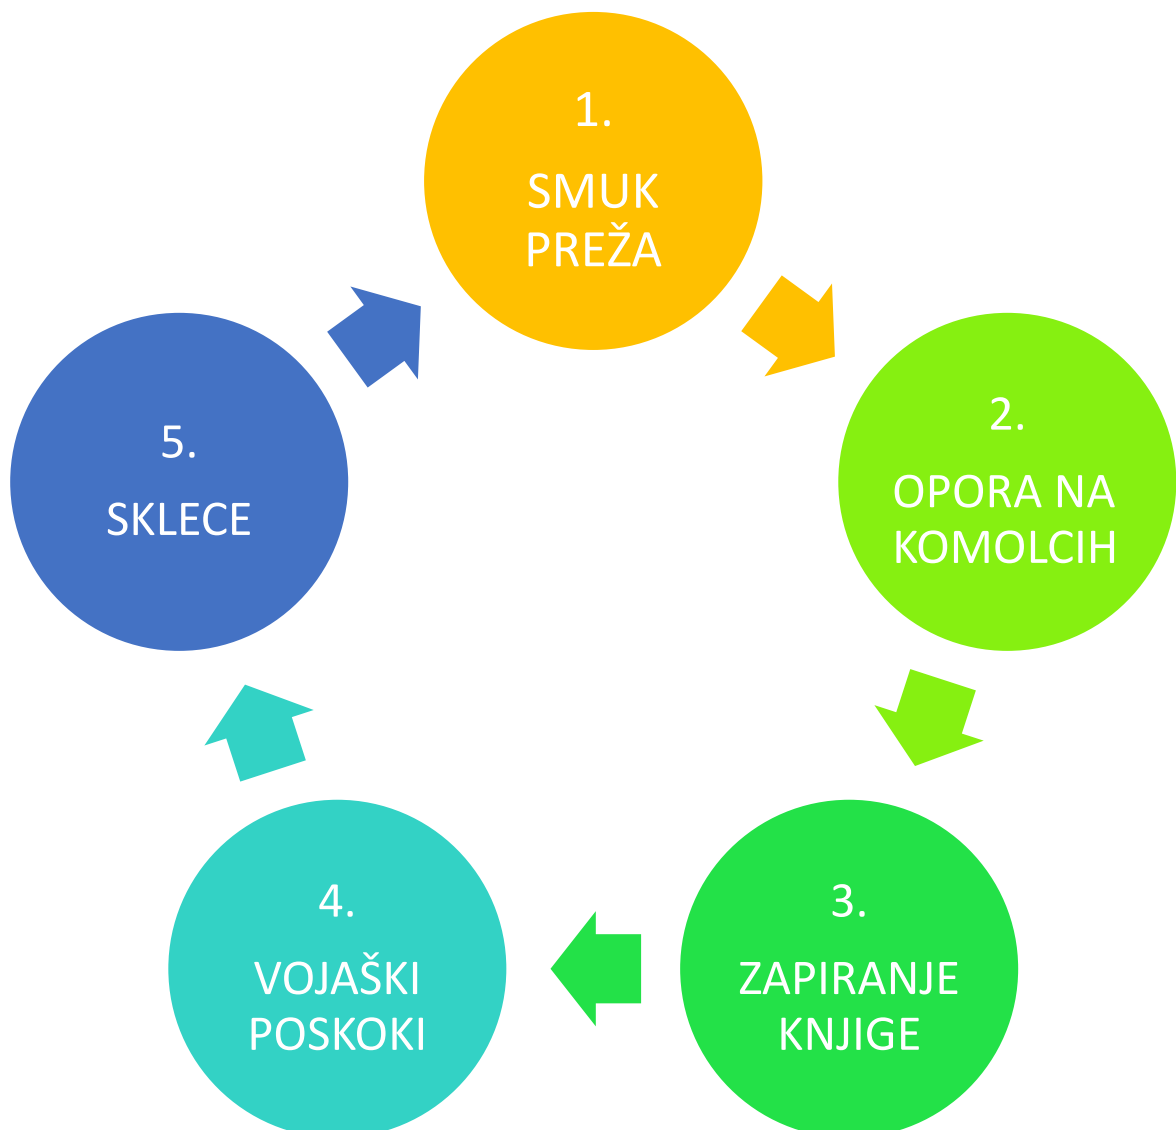 1.
SMUK
PREŽA
2.
OPORA NA
KOMOLCIH
3.
ZAPIRANJE
KNJIGE
4.
VOJAŠKI
POSKOKI
5.
SKLECE